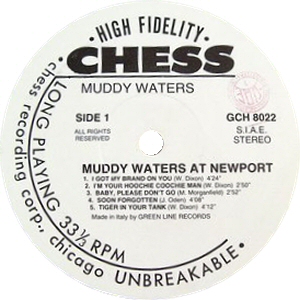 • HIGH FIDELITY •
CHESS
MUDDY WATERS
SIDE 1
GCH 8022
ALL RIGHTS
RESERVED
S.I.A.E.
STEREO
MUDDY WATERS AT NEWPORT
1 I GOT MY BRAND ON YOU (W. Dixon) 4'24"
2 I'M YOUR HOOCHIE COOCHIE MAN (W. Dixon) 2'50"
3 BABY, PLEASE DON'T GO (M. Morganfield) 2'52"
4 SOON FORGOTTEN (J. Oden) 4'08"
5 TIGER IN YOUR TANK (W. Dixon) 4'12"
Made in Italy by GREEN LINE RECORDS
LONG PLAYING 33⅓ RPM UNBREAKABLE •
chess recording corp., chicago